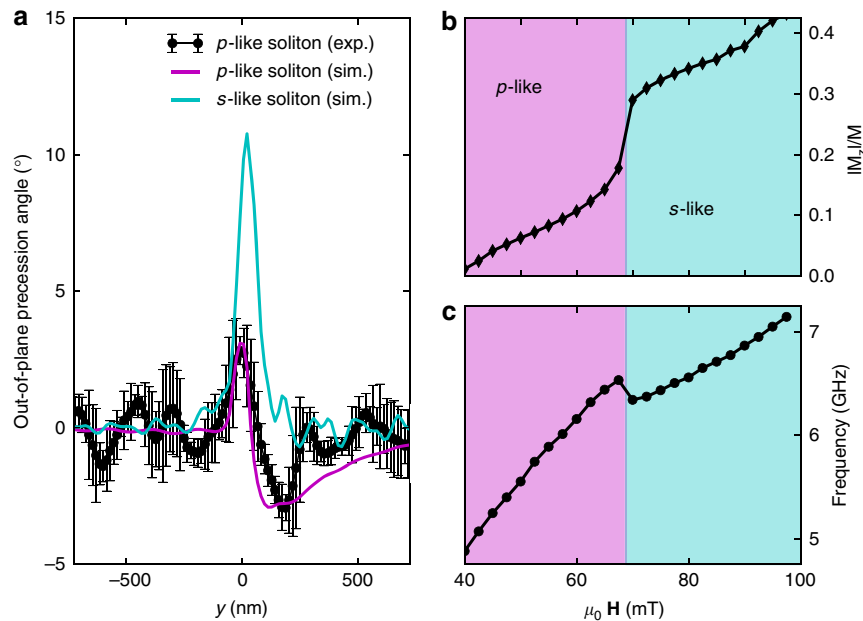 a
15
10
5
0
−5
Out-of-plane precession angle (°)
p-like soliton (exp.)
p-like soliton (sim.)
s-like soliton (sim.)
−500
0
500
y (nm)
b
p-like
s-like
0.4
0.3
0.2
0.1
0.0
|Mz|/M
c
7
6
5
Frequency (GHz)
40
60
80
100
μ0 H (mT)